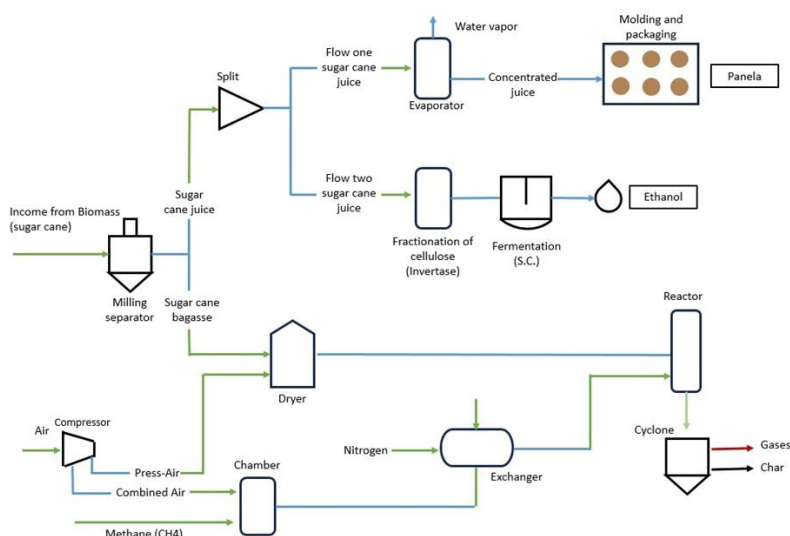 Water vapor
Molding and
packaging
Flow one
sugar cane
juice
Split
Concentrated
juice
Panela
Evaporator
Sugar
cane juice
Flow two
sugar cane
juice
Ethanol
Income from Biomass
(sugar cane)
Fractionation of
cellulose
(Invertase)
Fermentation
(S.C.)
Milling
separator
Sugar cane
bagasse
Reactor
Dryer
Compressor
Air
Press-Air
Combined Air
Chamber
Nitrogen
Exchanger
Cyclone
Gases
Char
Methane (CH4)